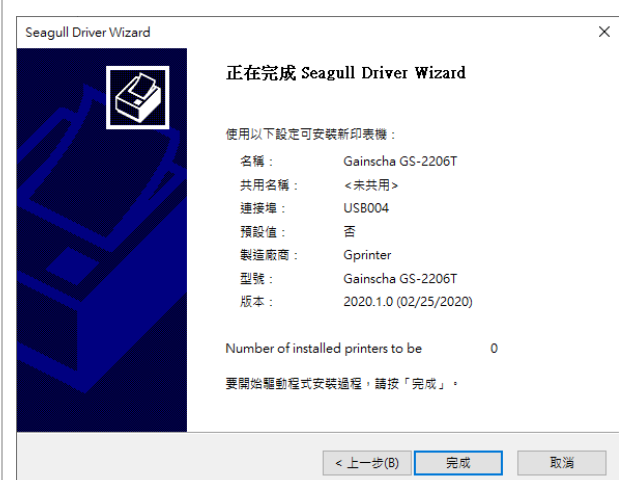 Seagull Driver Wizard
正在完成 Seagull Driver Wizard
使用以下設定可安裝新印表機：
名稱： Gainscha GS-2206T
共用名稱： <未共用>
連接埠： USB004
預設值： 否
製造廠商： Gprinter
型號： Gainscha GS-2206T
版本： 2020.1.0 (02/25/2020)
Number of installed printers to be 0
要開始驅動程式安裝過程，請按「完成」。
< 上一步(B) 完成 取消